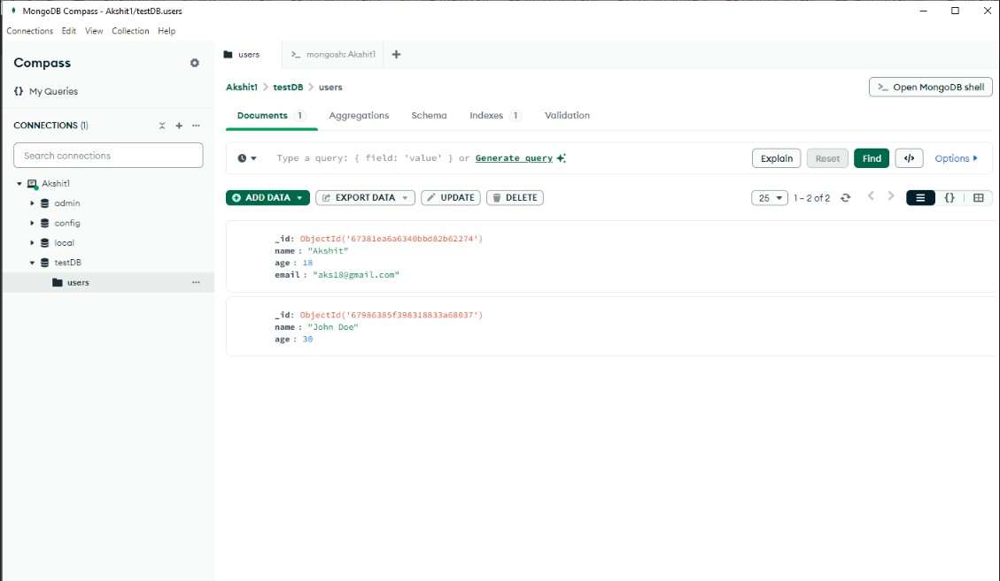 MongoDB Compass - Akshit1/testDB.users
Connections Edit View Collection Help
Compass
{} My Queries
CONNECTIONS (1)
Search connections
Akshit1
admin
config
local
testDB
users
users
>_ mongosh: Akshit1
Akshit1 > testDB > users
>_ Open MongoDB shell
Documents 1 Aggregations Schema Indexes 1 Validation
Type a query: { field: 'value' } or Generate query
Explain Reset Find </> Options
ADD DATA EXPORT DATA UPDATE DELETE
25 1 – 2 of 2 {}
_id: ObjectId('67381ea6a6340bbd82b62274')
name : "Akshit"
age : 18
email : "aks18@gmail.com"
_id: ObjectId('67986385f398318833a68037')
name : "John Doe"
age : 30